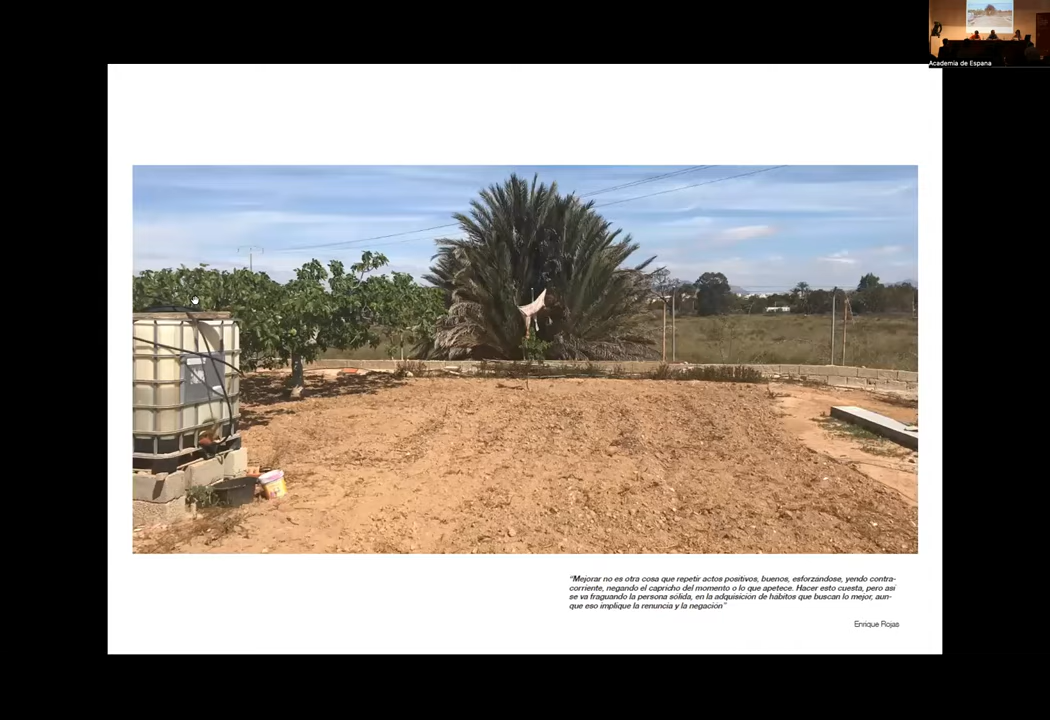 Academia de Espana
“Mejorar no es otra cosa que repetir actos positivos, buenos, esforzándose, yendo contra-
corriente, negando el capricho del momento o lo que apetece. Hacer esto cuesta, pero así
se va fraguando la persona sólida, en la adquisición de hábitos que buscan lo mejor, aun-
que eso implique la renuncia y la negación”
Enrique Rojas